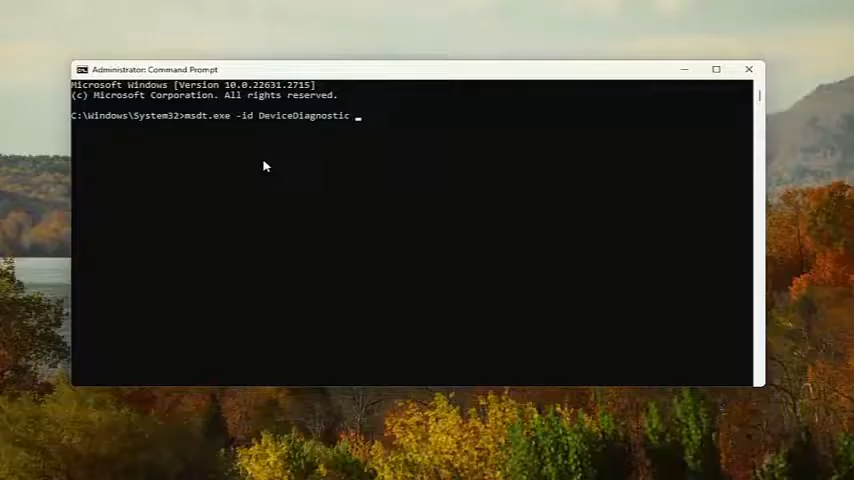 Administrator: Command Prompt
Microsoft Windows [Version 10.0.22631.2715]
(c) Microsoft Corporation. All rights reserved.
C:\Windows\System32>msdt.exe -id DeviceDiagnostic